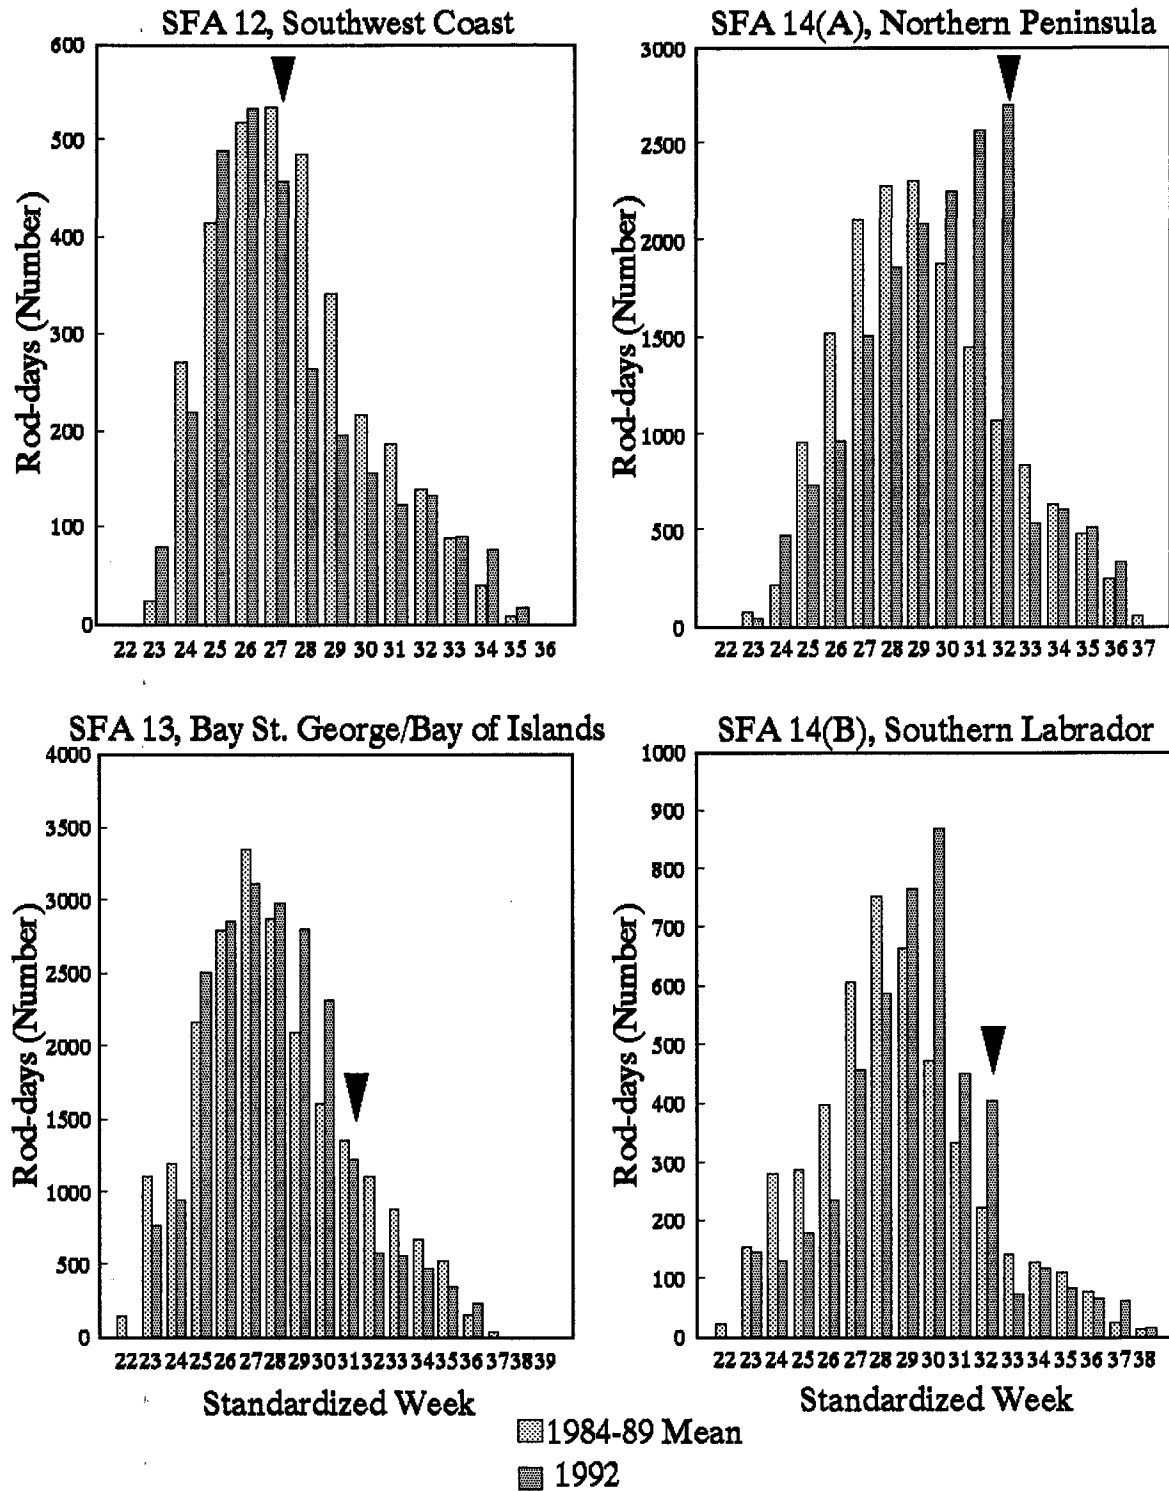 SFA 12, Southwest Coast
600
500
400
300
200
100
0
Rod-days (Number)
22 23 24 25 26 27 28 29 30 31 32 33 34 35 36
SFA 14(A), Northern Peninsula
3000
2500
2000
1500
1000
500
0
Rod-days (Number)
22 23 24 25 26 27 28 29 30 31 32 33 34 35 36 37
SFA 13, Bay St. George/Bay of Islands
4000
3500
3000
2500
2000
1500
1000
500
0
Rod-days (Number)
22 23 24 25 26 27 28 29 30 31 32 33 34 35 36 37 38 39
Standardized Week
SFA 14(B), Southern Labrador
1000
900
800
700
600
500
400
300
200
100
0
Rod-days (Number)
22 23 24 25 26 27 28 29 30 31 32 33 34 35 36 37 38
Standardized Week
1984-89 Mean
1992